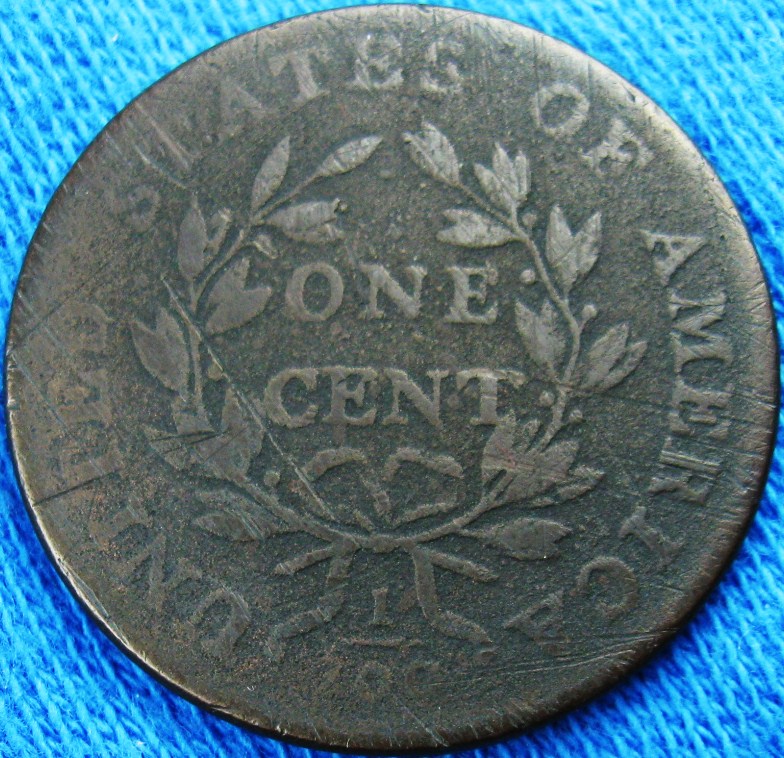 UNITED STATES OF AMERICA
ONE
CENT
1
100